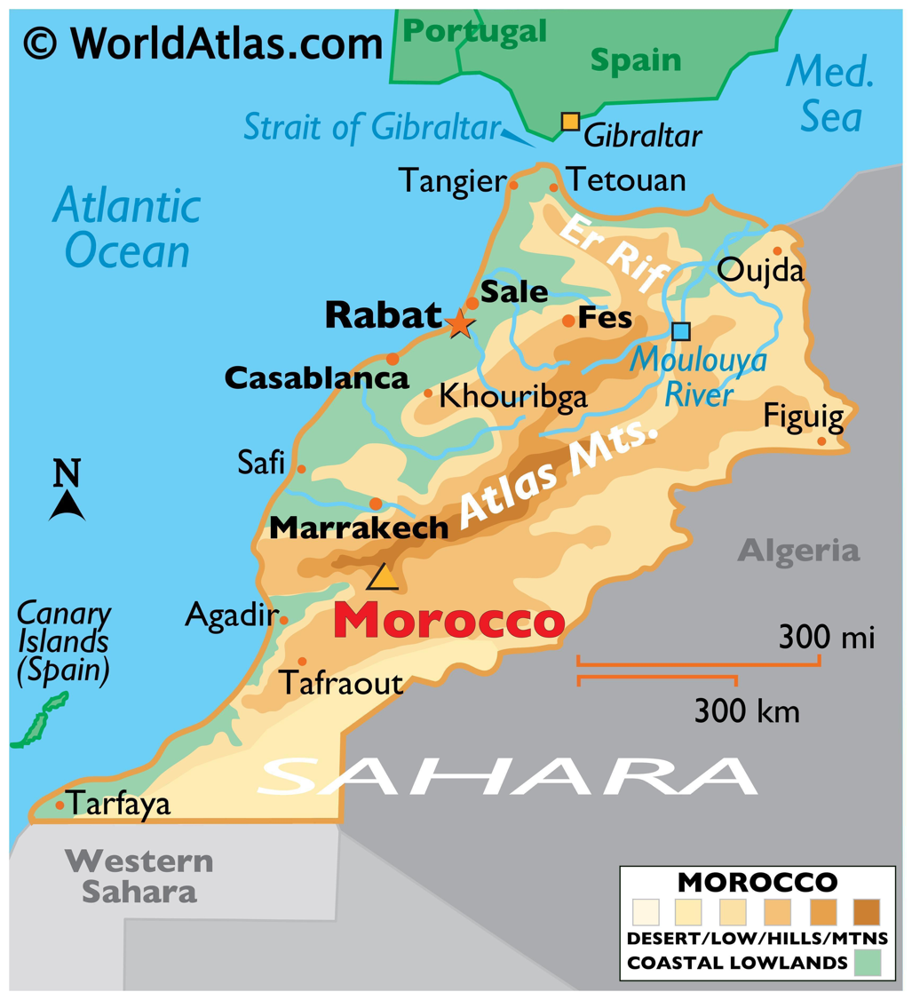 © WorldAtlas.com
Portugal
Spain
Med.
Sea
Strait of Gibraltar
Gibraltar
Tangier
Tetouan
Atlantic
Ocean
Er Rif
Oujda
Sale
Rabat
Fes
Moulouya
River
Casablanca
Khouribga
Figuig
Atlas Mts.
Safi
N
Marrakech
Algeria
Canary
Islands
(Spain)
Agadir
Morocco
300 mi
Tafraout
300 km
SAHARA
Tarfaya
Western
Sahara
MOROCCO
DESERT/LOW/HILLS/MTNS
COASTAL LOWLANDS